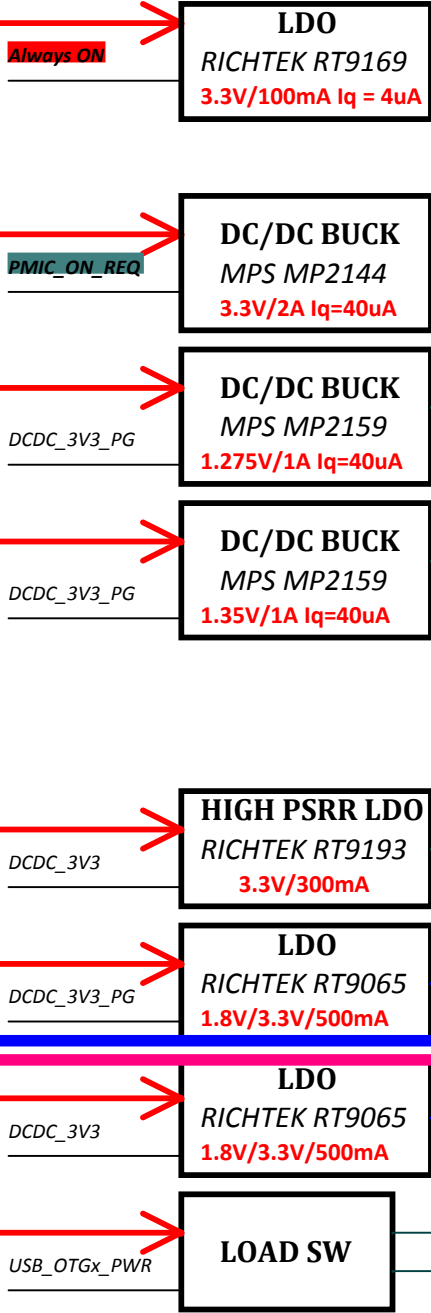 LDO
Always ON
RICHTEK RT9169
3.3V/100mA Iq = 4uA
DC/DC BUCK
PMIC_ON_REQ
MPS MP2144
3.3V/2A Iq=40uA
DC/DC BUCK
MPS MP2159
DCDC_3V3_PG
1.275V/1A Iq=40uA
DC/DC BUCK
MPS MP2159
DCDC_3V3_PG
1.35V/1A Iq=40uA
HIGH PSRR LDO
RICHTEK RT9193
DCDC_3V3
3.3V/300mA
LDO
RICHTEK RT9065
DCDC_3V3_PG
1.8V/3.3V/500mA
LDO
RICHTEK RT9065
DCDC_3V3
1.8V/3.3V/500mA
LOAD SW
USB_OTGx_PWR